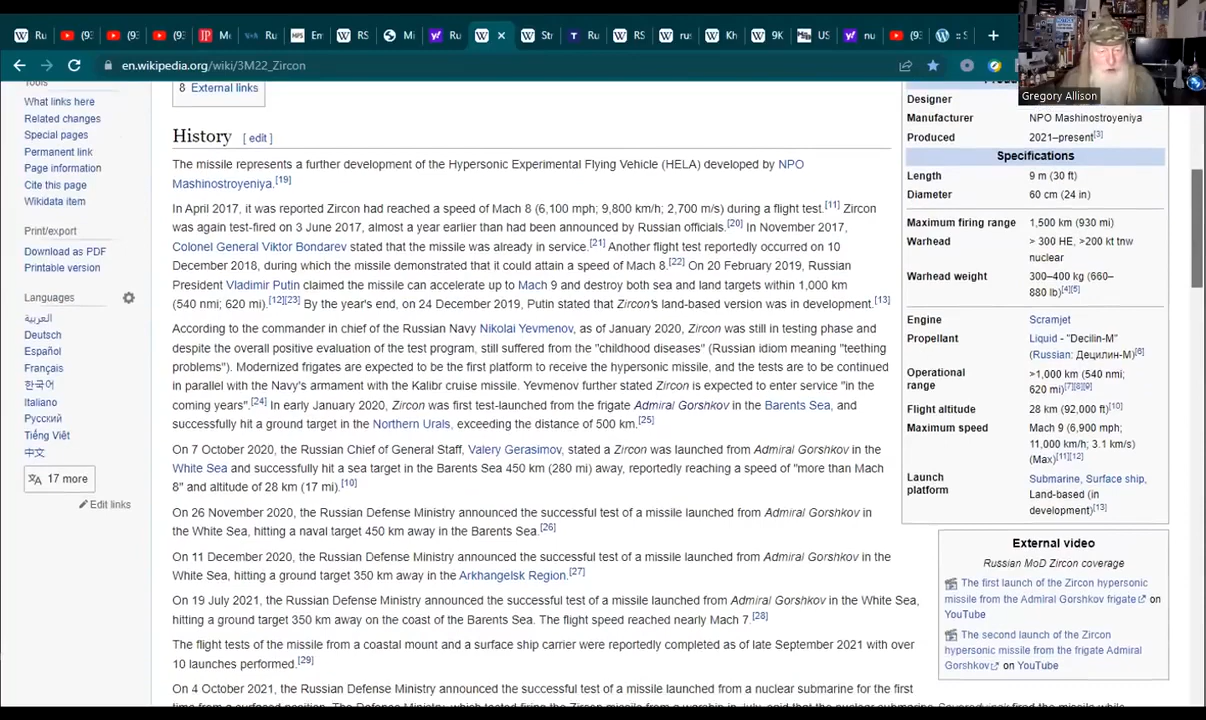 Ru
(9:
(9:
(9:
Me
Ru
En
RS
Mi
Ru
Str
Ru
RS
rus
Kh
9K
US
nu
(9:
:: S
en.wikipedia.org/wiki/3M22_Zircon
Gregory Allison
Tools
What links here
Related changes
Special pages
Permanent link
Page information
Cite this page
Wikidata item
Print/export
Download as PDF
Printable version
Languages
العربية
Deutsch
Español
Français
한국어
Italiano
Русский
Tiếng Việt
中文
17 more
Edit links
8 External links
History [ edit ]
The missile represents a further development of the Hypersonic Experimental Flying Vehicle (HELA) developed by NPO
Mashinostroyeniya.[19]
In April 2017, it was reported Zircon had reached a speed of Mach 8 (6,100 mph; 9,800 km/h; 2,700 m/s) during a flight test.[11] Zircon
was again test-fired on 3 June 2017, almost a year earlier than had been announced by Russian officials.[20] In November 2017,
Colonel General Viktor Bondarev stated that the missile was already in service.[21] Another flight test reportedly occurred on 10
December 2018, during which the missile demonstrated that it could attain a speed of Mach 8.[22] On 20 February 2019, Russian
President Vladimir Putin claimed the missile can accelerate up to Mach 9 and destroy both sea and land targets within 1,000 km
(540 nmi; 620 mi).[12][23] By the year's end, on 24 December 2019, Putin stated that Zircon's land-based version was in development.[13]
According to the commander in chief of the Russian Navy Nikolai Yevmenov, as of January 2020, Zircon was still in testing phase and
despite the overall positive evaluation of the test program, still suffered from the "childhood diseases" (Russian idiom meaning "teething
problems"). Modernized frigates are expected to be the first platform to receive the hypersonic missile, and the tests are to be continued
in parallel with the Navy's armament with the Kalibr cruise missile. Yevmenov further stated Zircon is expected to enter service "in the
coming years".[24] In early January 2020, Zircon was first test-launched from the frigate Admiral Gorshkov in the Barents Sea, and
successfully hit a ground target in the Northern Urals, exceeding the distance of 500 km.[25]
On 7 October 2020, the Russian Chief of General Staff, Valery Gerasimov, stated a Zircon was launched from Admiral Gorshkov in the
White Sea and successfully hit a sea target in the Barents Sea 450 km (280 mi) away, reportedly reaching a speed of "more than Mach
8" and altitude of 28 km (17 mi).[10]
On 26 November 2020, the Russian Defense Ministry announced the successful test of a missile launched from Admiral Gorshkov in
the White Sea, hitting a naval target 450 km away in the Barents Sea.[26]
On 11 December 2020, the Russian Defense Ministry announced the successful test of a missile launched from Admiral Gorshkov in the
White Sea, hitting a ground target 350 km away in the Arkhangelsk Region.[27]
On 19 July 2021, the Russian Defense Ministry announced the successful test of a missile launched from Admiral Gorshkov in the White Sea,
hitting a ground target 350 km away on the coast of the Barents Sea. The flight speed reached nearly Mach 7.[28]
The flight tests of the missile from a coastal mount and a surface ship carrier were reportedly completed as of late September 2021 with over
10 launches performed.[29]
On 4 October 2021, the Russian Defense Ministry announced the successful test of a missile launched from a nuclear submarine for the first
Designer
Manufacturer NPO Mashinostroyeniya
Produced 2021–present[3]
Specifications
Length 9 m (30 ft)
Diameter 60 cm (24 in)
Maximum firing range 1,500 km (930 mi)
Warhead > 300 HE, >200 kt tnw
nuclear
Warhead weight 300–400 kg (660–
880 lb)[4][5]
Engine Scramjet
Propellant Liquid - "Decilin-M"
(Russian: Децилин-М)[6]
Operational >1,000 km (540 nmi;
range 620 mi)[7][8][9]
Flight altitude 28 km (92,000 ft)[10]
Maximum speed Mach 9 (6,900 mph;
11,000 km/h; 3.1 km/s)
(Max)[11][12]
Launch Submarine, Surface ship,
platform Land-based (in
development)[13]
External video
Russian MoD Zircon coverage
The first launch of the Zircon hypersonic
missile from the Admiral Gorshkov frigate on
YouTube
The second launch of the Zircon
hypersonic missile from the frigate Admiral
Gorshkov on YouTube